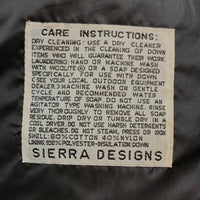 CARE INSTRUCTIONS:
DRY CLEANING: USE A DRY CLEANER
EXPERIENCED IN THE CLEANING OF DOWN
ITEMS WHO WILL GUARANTEE THEIR WORK
LAUNDERING: HAND OR MACHINE WASH
WITH WOOLITE® OR A SOAP DESIGNED
SPECIFICALLY FOR USE WITH DOWN
(SEE YOUR LOCAL OUTDOOR EQUIPMENT
DEALER.) MACHINE WASH ON GENTLE
CYCLE AND RECOMMENDED WATER
TEMPERATURE OF SOAP. DO NOT USE AN
AGITATOR TYPE WASHING MACHINE. RINSE
VERY THOROUGHLY TO REMOVE ALL SOAP
RESIDUE. DRIP DRY OR TUMBLE DRY IN A
COOL DRYER. DO NOT USE HARSH DETERGENTS
OR BLEACHES. DO NOT STEAM, PRESS OR IRON
SHELL: 60% COTTON 40% NYLON
LINING: 100% POLYESTER-INSULATION: DOWN
SIERRA DESIGNS